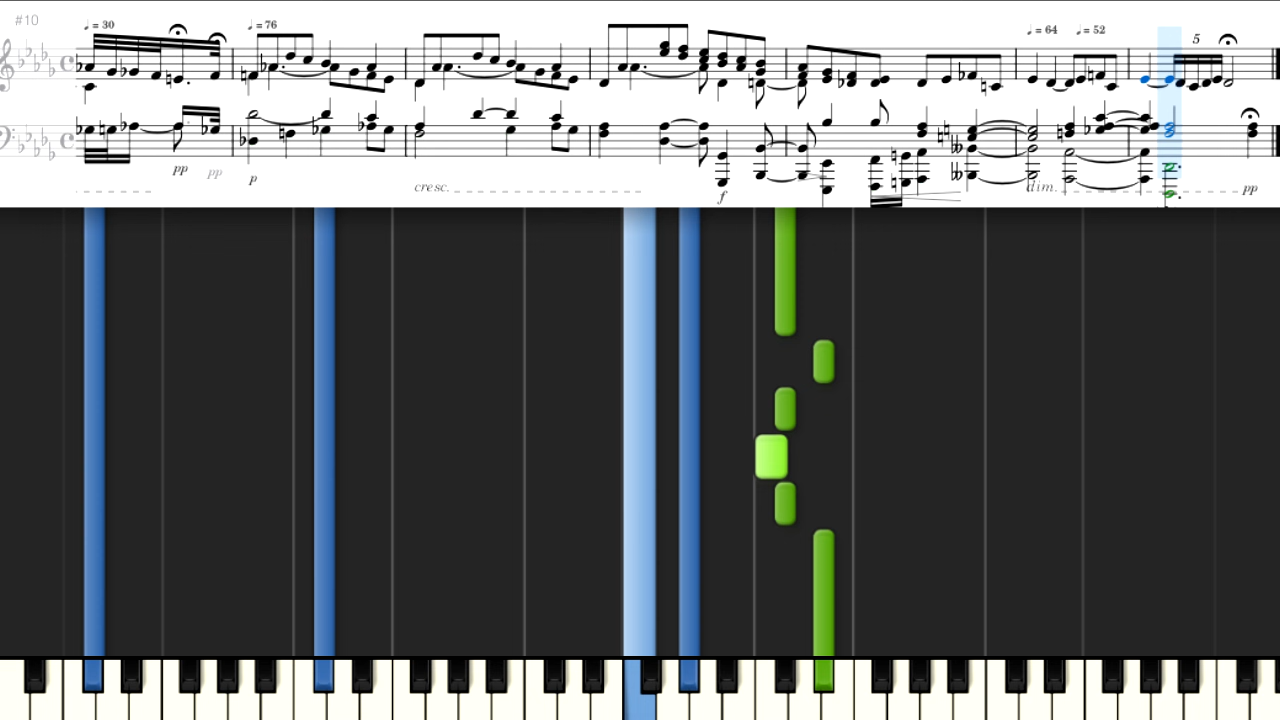 #10
♩ = 30
♩ = 76
♩ = 64
♩ = 52
5
pp
pp
p
cresc.
f
dim.
pp